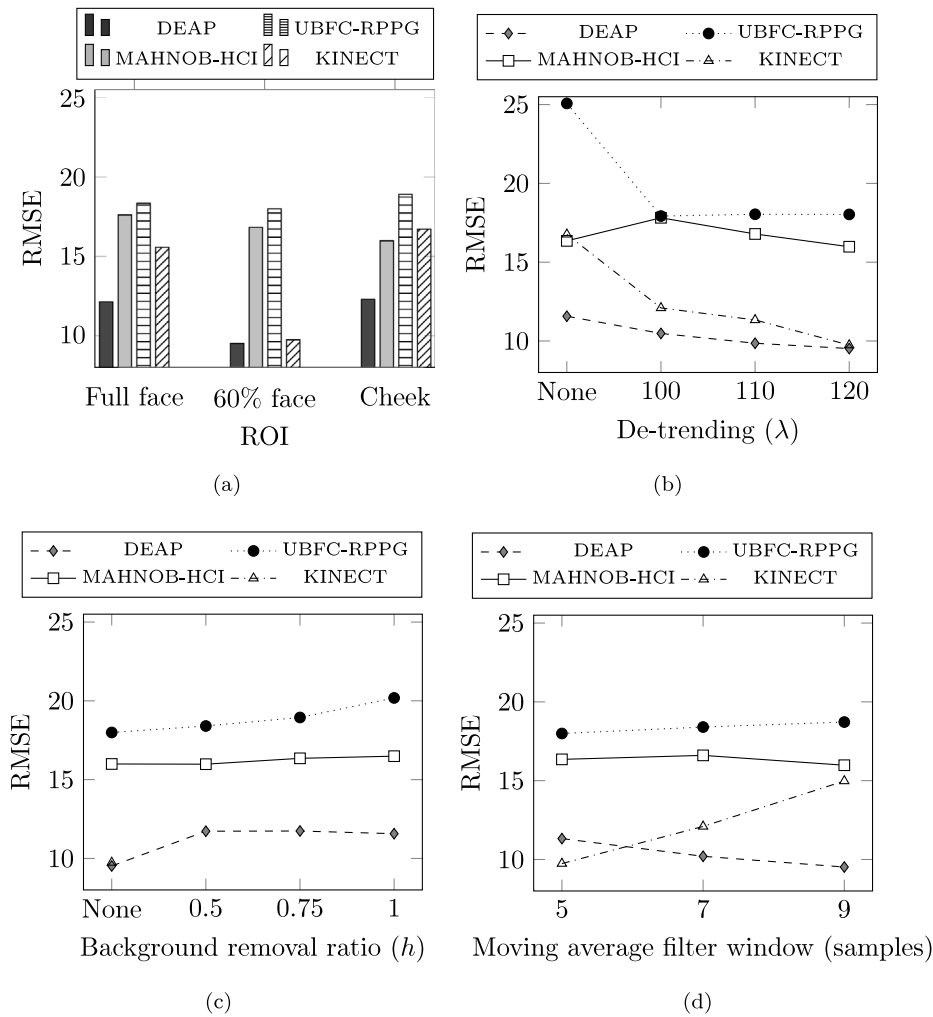 DEAP UBFC-RPPG
MAHNOB-HCI KINECT
25
20
15
10
RMSE
Full face 60% face Cheek
ROI
(a)
DEAP UBFC-RPPG
MAHNOB-HCI KINECT
25
20
15
10
RMSE
None 100 110 120
De-trending (λ)
(b)
DEAP UBFC-RPPG
MAHNOB-HCI KINECT
25
20
15
10
RMSE
None 0.5 0.75 1
Background removal ratio (h)
(c)
DEAP UBFC-RPPG
MAHNOB-HCI KINECT
25
20
15
10
RMSE
5 7 9
Moving average filter window (samples)
(d)